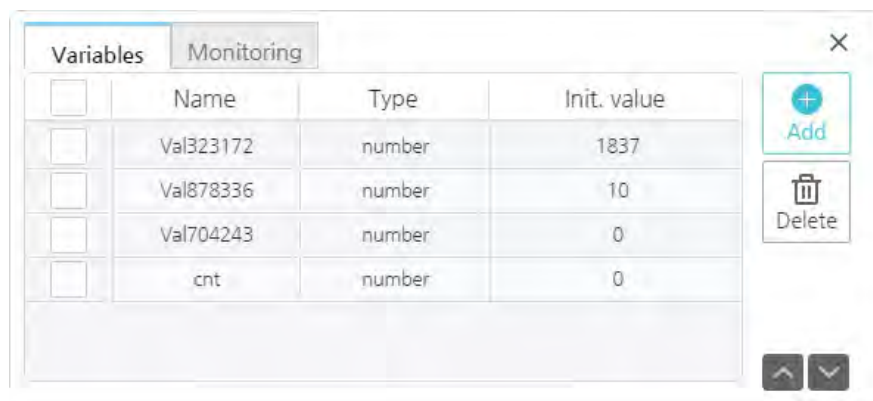 Variables Monitoring
Name Type Init. value
Val323172 number 1837
Val878336 number 10
Val704243 number 0
cnt number 0
Add
Delete